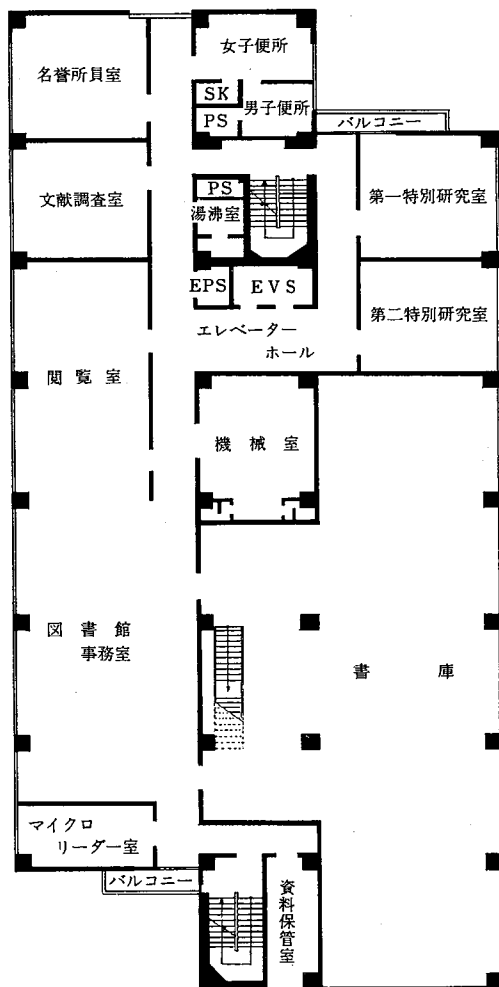 女子便所
名誉所員室
SK
男子便所
PS
バルコニー
文献調査室
PS
湯沸室
第一特別研究室
EPS
EVS
第二特別研究室
エレベーター
ホール
閲覧室
機械室
図書館
事務室
書庫
マイクロ
リーダー室
バルコニー
資料保管室